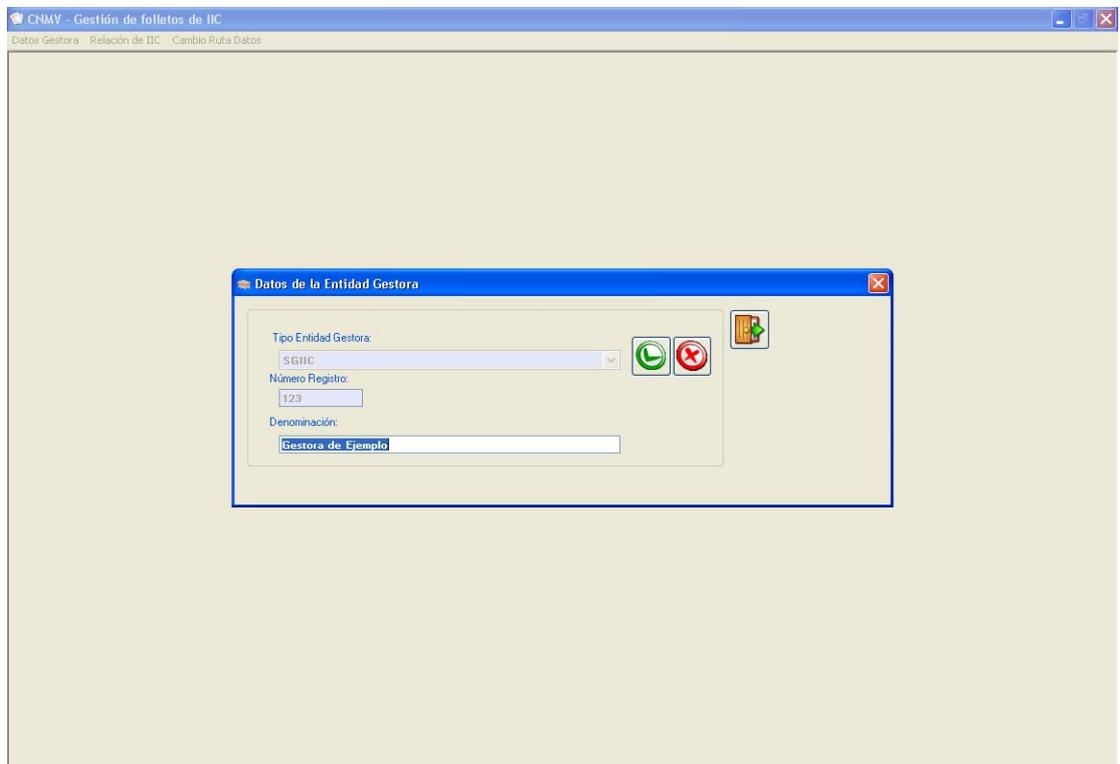 CNMV - Gestión de folletos de IIC
Datos Gestora Relación de IIC Cambio Ruta Datos
Datos de la Entidad Gestora
Tipo Entidad Gestora:
SGIIC
Número Registro:
123
Denominación:
Gestora de Ejemplo